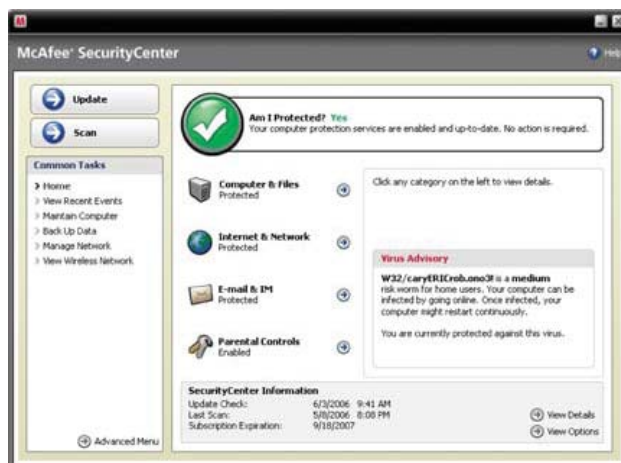 McAfee® SecurityCenter
Help
Update
Scan
Common Tasks
Home
View Recent Events
Maintain Computer
Back Up Data
Manage Network
View Wireless Network
Advanced Menu
Am I Protected? Yes
Your computer protection services are enabled and up-to-date. No action is required.
Computer & Files
Protected
Internet & Network
Protected
E-mail & IM
Protected
Parental Controls
Enabled
Click any category on the left to view details.
Virus Advisory
is a medium
risk worm for home users. Your computer can be
infected by going online. Once infected, your
computer might restart continuously.
You are currently protected against this virus.
SecurityCenter Information
Update Check: 6/3/2006 9:41 AM
Last Scan: 5/8/2006 8:08 PM
Subscription Expiration: 9/18/2007
View Details
View Options